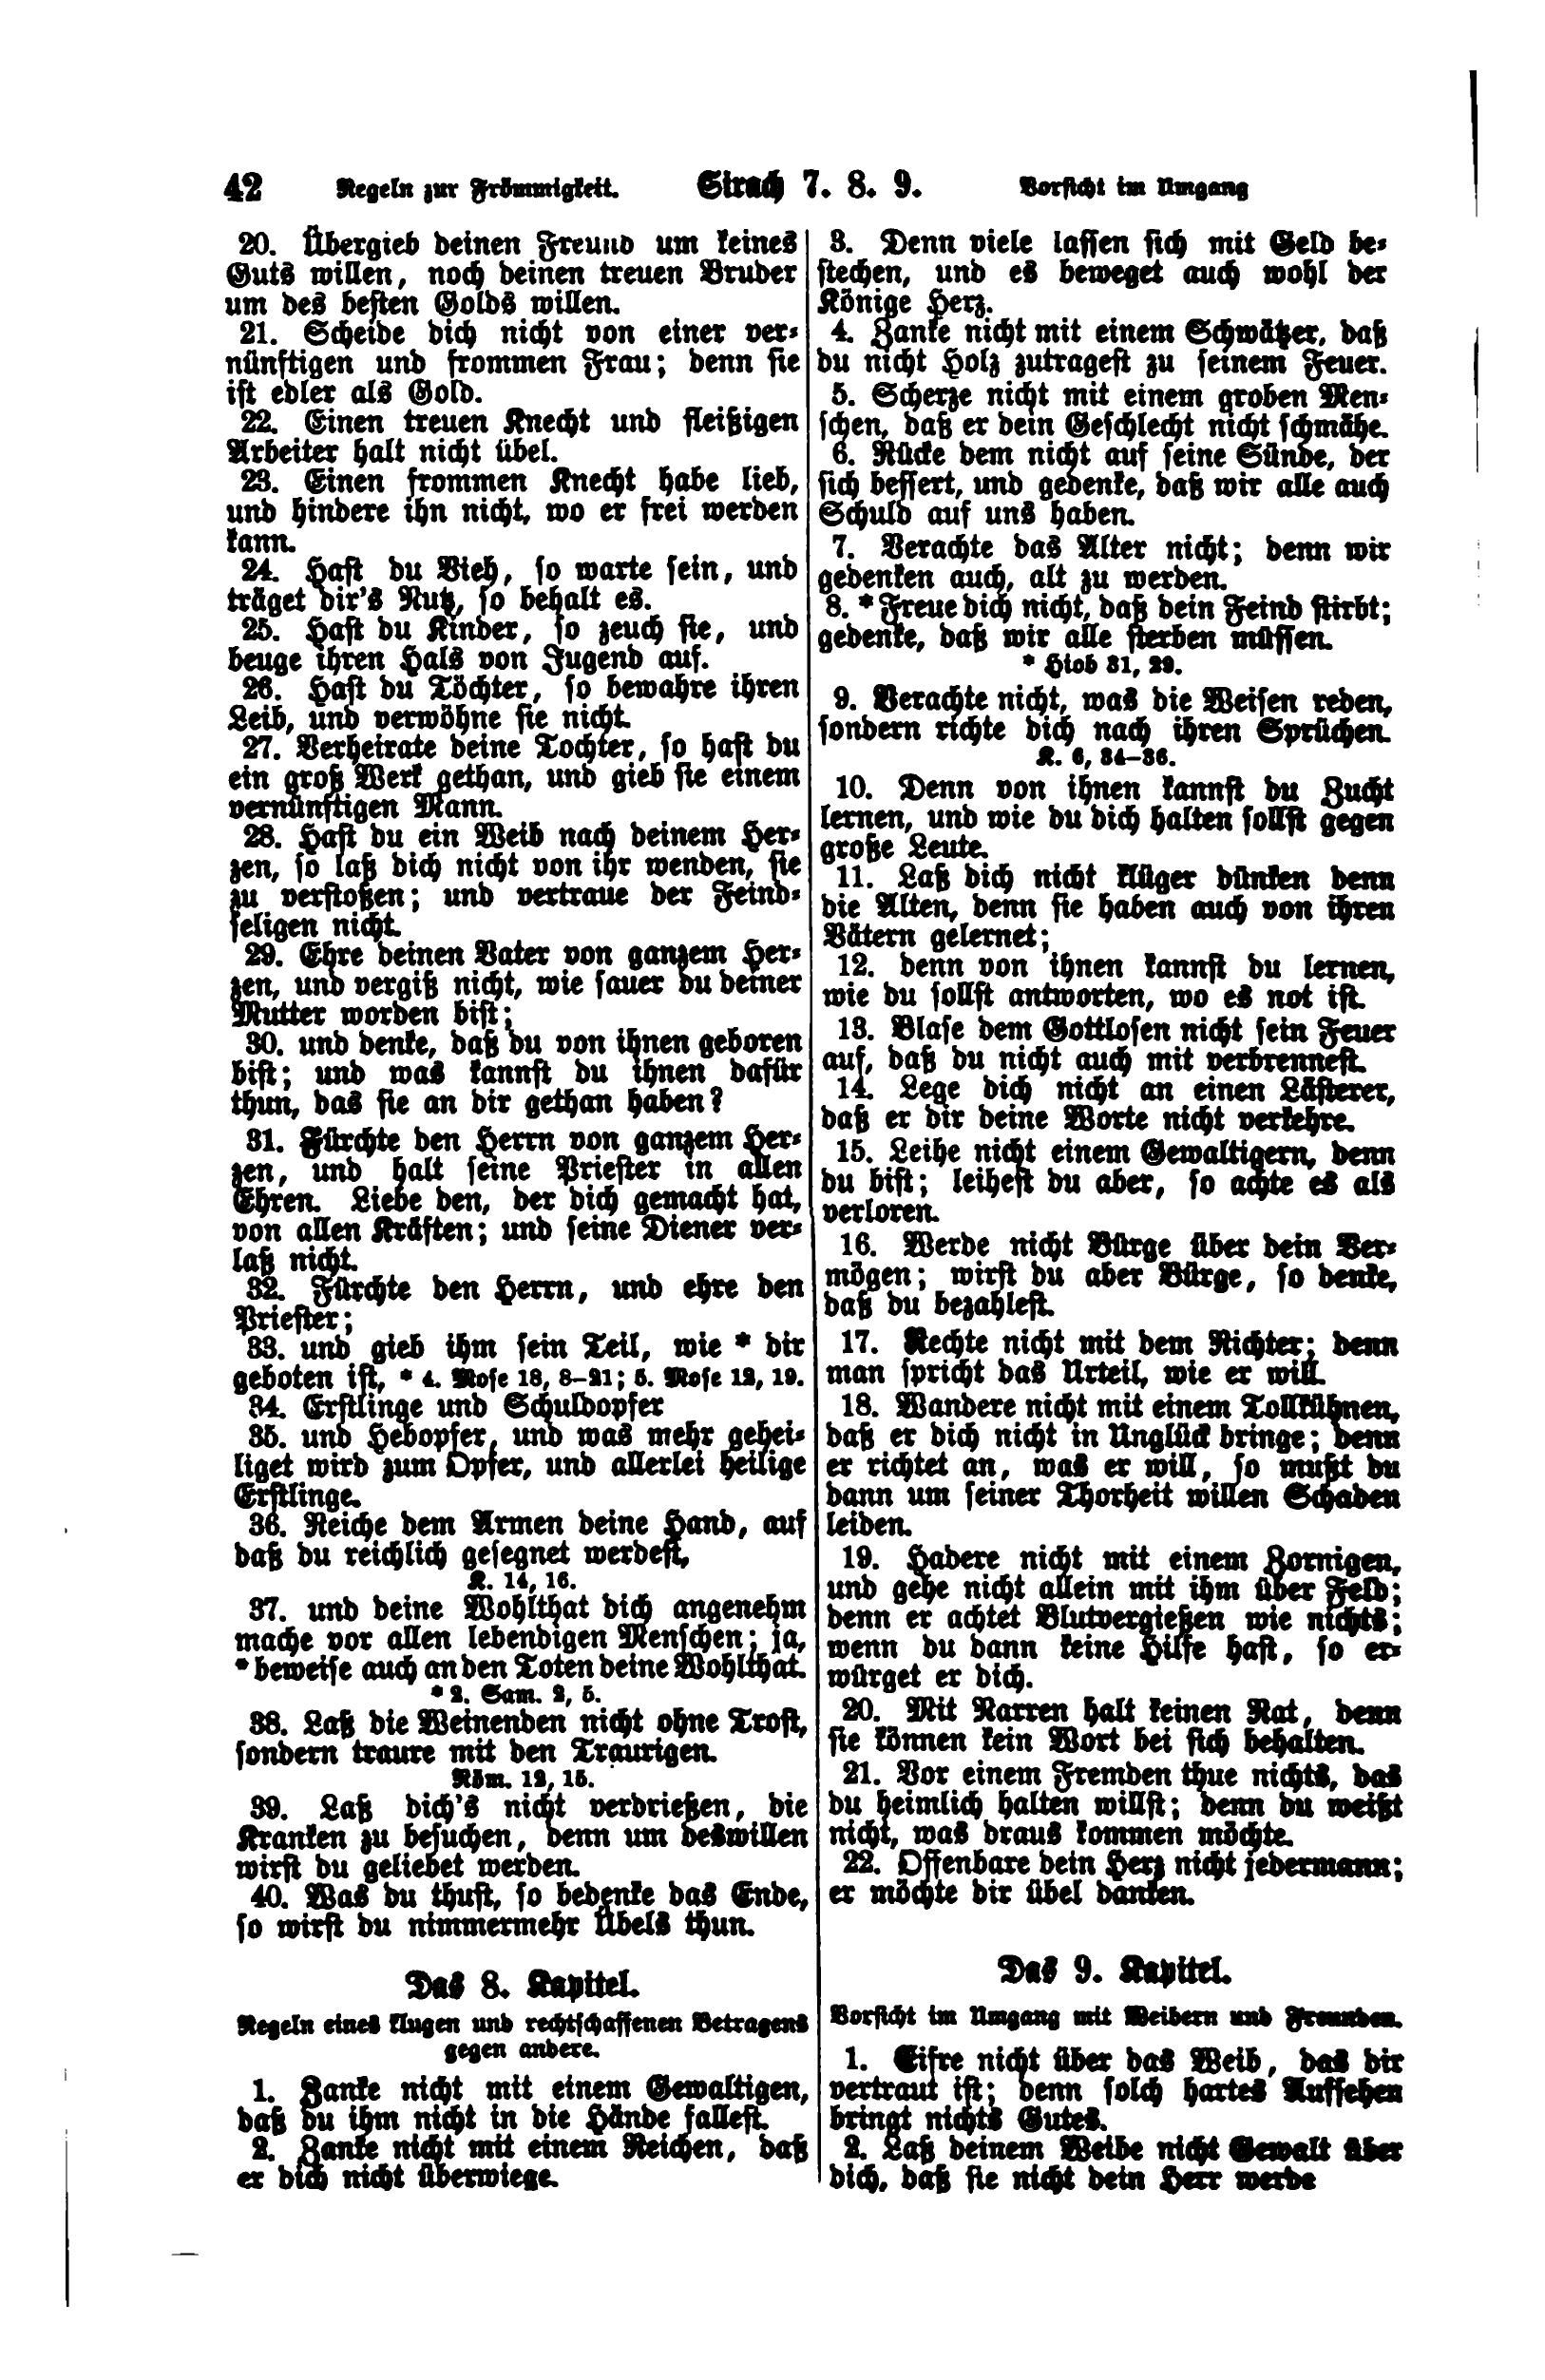 42 Regeln zur Frömmigkeit. Sirach 7. 8. 9. Vorsicht im Umgang
20. Übergieb deinen Freund um keines
Guts willen, noch deinen treuen Bruder
um des besten Golds willen.
21. Scheide dich nicht von einer ver-
nünftigen und frommen Frau; denn sie
ist edler als Gold.
22. Einen treuen Knecht und fleißigen
Arbeiter halt nicht übel.
23. Einen frommen Knecht habe lieb,
und hindere ihn nicht, wo er frei werden
kann.
24. Hast du Vieh, so warte sein, und
träget dir's Nutz, so behalt es.
25. Hast du Kinder, so zeuch sie, und
beuge ihren Hals von Jugend auf.
26. Hast du Töchter, so bewahre ihren
Leib, und verwöhne sie nicht.
27. Verheirate deine Tochter, so hast du
ein groß Werk gethan, und gieb sie einem
vernünftigen Mann.
28. Hast du ein Weib nach deinem Her-
zen, so laß dich nicht von ihr wenden, sie
zu verstoßen; und vertraue der Feind-
seligen nicht.
29. Ehre deinen Vater von ganzem Her-
zen, und vergiß nicht, wie sauer du deiner
Mutter worden bist;
30. und denke, daß du von ihnen geboren
bist; und was kannst du ihnen dafür
thun, das sie an dir gethan haben?
31. Fürchte den Herrn von ganzem Her-
zen, und halt seine Priester in allen
Ehren. Liebe den, der dich gemacht hat,
von allen Kräften; und seine Diener ver-
laß nicht.
32. Fürchte den Herrn, und ehre den
Priester;
33. und gieb ihm sein Teil, wie * dir
geboten ist, * 4. Mose 18, 8–21; 5. Mose 12, 19.
34. Erstlinge und Schuldopfer
35. und Hebopfer, und was mehr gehei-
liget wird zum Opfer, und allerlei heilige
Erstlinge.
36. Reiche dem Armen deine Hand, auf
daß du reichlich gesegnet werdest,
K. 14, 16.
37. und deine Wohlthat dich angenehm
mache vor allen lebendigen Menschen; ja,
* beweise auch an den Toten deine Wohlthat.
* 2. Sam. 2, 5.
38. Laß die Weinenden nicht ohne Trost,
sondern traure mit den Traurigen.
Röm. 12, 15.
39. Laß dich's nicht verdrießen, die
Kranken zu besuchen, denn um deswillen
wirst du geliebet werden.
40. Was du thust, so bedenke das Ende,
so wirst du nimmermehr Übels thun.
Das 8. Kapitel.
Regeln eines klugen und rechtschaffenen Betragens
gegen andere.
1. Zanke nicht mit einem Gewaltigen,
daß du ihm nicht in die Hände fallest.
2. Zanke nicht mit einem Reichen, daß
er dich nicht überwiege.
3. Denn viele lassen sich mit Geld be-
stechen, und es beweget auch wohl der
Könige Herz.
4. Zanke nicht mit einem Schwätzer, daß
du nicht Holz zutragest zu seinem Feuer.
5. Scherze nicht mit einem groben Men-
schen, daß er dein Geschlecht nicht schmähe.
6. Rücke dem nicht auf seine Sünde, der
sich bessert, und gedenke, daß wir alle auch
Schuld auf uns haben.
7. Verachte das Alter nicht; denn wir
gedenken auch, alt zu werden.
8. * Freue dich nicht, daß dein Feind stirbt;
gedenke, daß wir alle sterben müssen.
* Hiob 31, 29.
9. Verachte nicht, was die Weisen reden,
sondern richte dich nach ihren Sprüchen.
K. 6, 34–36.
10. Denn von ihnen kannst du Zucht
lernen, und wie du dich halten sollst gegen
große Leute.
11. Laß dich nicht klüger dünken denn
die Alten, denn sie haben auch von ihren
Vätern gelernet;
12. denn von ihnen kannst du lernen,
wie du sollst antworten, wo es not ist.
13. Blase dem Gottlosen nicht sein Feuer
auf, daß du nicht auch mit verbrennest.
14. Lege dich nicht an einen Lästerer,
daß er dir deine Worte nicht verkehre.
15. Leihe nicht einem Gewaltigern, denn
du bist; leihest du aber, so achte es als
verloren.
16. Werde nicht Bürge über dein Ver-
mögen; wirst du aber Bürge, so denke,
daß du bezahlest.
17. Rechte nicht mit dem Richter; denn
man spricht das Urteil, wie er will.
18. Wandere nicht mit einem Tollkühnen,
daß er dich nicht in Unglück bringe; denn
er richtet an, was er will, so mußt du
dann um seiner Thorheit willen Schaden
leiden.
19. Hadere nicht mit einem Zornigen,
und gehe nicht allein mit ihm über Feld;
denn er achtet Blutvergießen wie nichts;
wenn du dann keine Hilfe hast, so er-
würget er dich.
20. Mit Narren halt keinen Rat, denn
sie können kein Wort bei sich behalten.
21. Vor einem Fremden thue nichts, das
du heimlich halten willst; denn du weißt
nicht, was draus kommen möchte.
22. Offenbare dein Herz nicht jedermann;
er möchte dir übel danken.
Das 9. Kapitel.
Vorsicht im Umgang mit Weibern und Freunden.
1. Eifre nicht über das Weib, das dir
vertraut ist; denn solch hartes Aufsehen
bringt nichts Gutes.
2. Laß deinem Weibe nicht Gewalt über
dich, daß sie nicht dein Herr werde